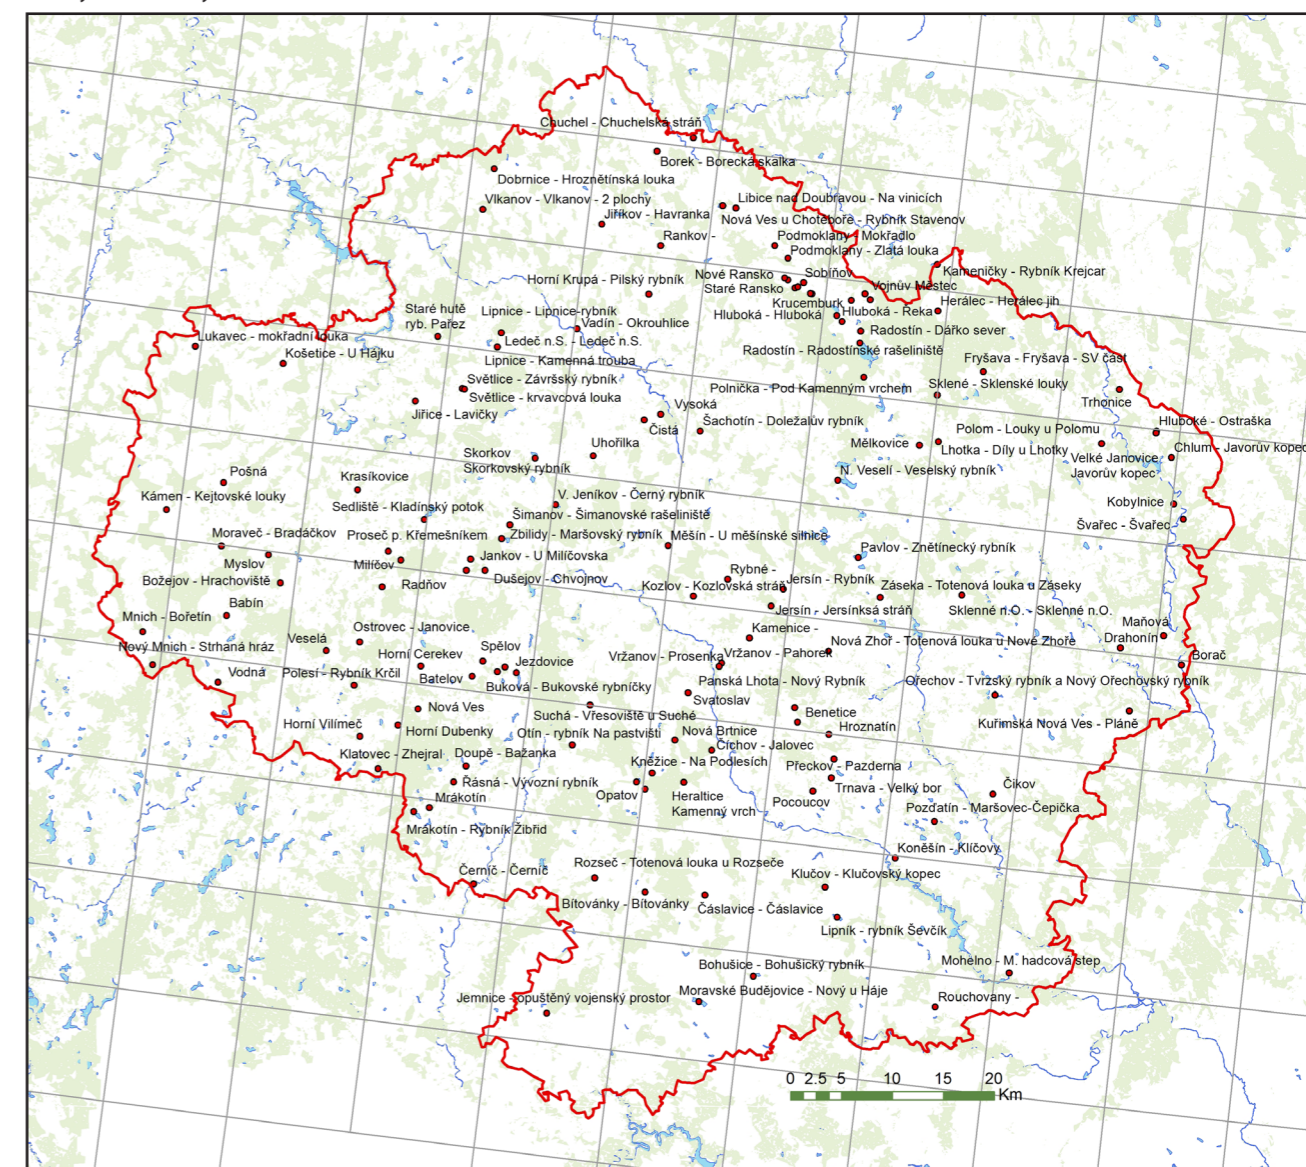 Chuchel - Chuchelská stráň
Borek - Borecká skalka
Dobrnice - Hroznětínská louka
Vlkanov - Vlkanov - 2 plochy
Libice nad Doubravou - Na vinicích
Jiříkov - Havranka
Nová Ves u Chotěboře - Rybník Stavenov
Rankov -
Podmoklany - Mokřadlo
Podmoklany - Zlatá louka
Kameničky - Rybník Krejcar
Horní Krupá - Pilský rybník
Nové Ransko
Sobíňov
Staré Ransko
Vojnův Městec
Krucemburk
Herálec - Herálec jih
Staré hutě
ryb. Pařez
Lipnice - Lipnice-rybník
Hluboká - Hluboká
Hluboká - Řeka
Vadín - Okrouhlice
Radostín - Dářko sever
Lukavec - mokřadní louka
Ledeč n.S. - Ledeč n.S.
Košetice - U Hájku
Radostín - Radostínské rašeliniště
Lipnice - Kamenná trouba
Fryšava - Fryšava - SV část
Světlice - Závršský rybník
Polnička - Pod Kamenným vrchem
Sklené - Sklenské louky
Světlice - krvavcová louka
Trhonice
Jiřice - Lavičky
Vysoká
Šachotín - Doležalův rybník
Hluboké - Ostraška
Čistá
Polom - Louky u Polomu
Uhořilka
Mělkovice
Lhotka - Díly u Lhotky
Chlum - Javorův kopec
Skorkov
Skorkovský rybník
Velké Janovice
Javorův kopec
Pošná
Krasíkovice
N. Veselí - Veselský rybník
Kámen - Kejtovské louky
V. Jeníkov - Černý rybník
Kobylnice
Sedliště - Kladínský potok
Šimanov - Šimanovské rašeliniště
Švařec - Švařec
Moraveč - Bradáčkov
Proseč p. Křemešníkem
Zbilidy - Maršovský rybník
Měšín - U měšínské silnice
Pavlov - Znětínecký rybník
Myslov
Milíčov
Jankov - U Milíčovska
Božejov - Hrachoviště
Radňov
Dušejov - Chvojnov
Rybné -
Kozlov - Kozlovská stráň
Jersín - Rybník
Záseka - Totenová louka u Záseky
Babín
Jersín - Jersínksá stráň
Sklenné n.O. - Sklenné n.O.
Mnich - Bořetín
Ostrovec - Janovice
Kamenice -
Maňová
Veselá
Nová Zhoř - Totenová louka u Nové Zhoře
Drahonín
Nový Mnich - Strhaná hráz
Spělov
Horní Cerekev
Jezdovice
Vržanov - Prosenka
Vržanov - Pahorek
Borač
Vodná
Polesí - Rybník Krčil
Batelov
Buková - Bukovské rybníčky
Panská Lhota - Nový Rybník
Ořechov - Tvrzský rybník a Nový Ořechovský rybník
Svatoslav
Nová Ves
Suchá - Vřesoviště u Suché
Benetice
Horní Vilímeč
Horní Dubenky
Otín - rybník Na pastvišti
Nová Brtnice
Hroznatín
Kuřimská Nová Ves - Pláně
Klatovec - Zhejral
Doupě - Bažanka
Číchov - Jalovec
Kněžice - Na Podlesích
Přeckov - Pazderna
Řásná - Vývozní rybník
Opatov
Heraltice
Kamenný vrch
Trnava - Velký bor
Čikov
Mrákotín
Pocoucov
Pozďatín - Maršovec-Čepička
Mrákotín - Rybník Zibřid
Koněšín - Klíčovy
Rozseč - Totenová louka u Rozseče
Černíč - Černíč
Klučov - Klučovský kopec
Bítovánky - Bítovánky
Čáslavice - Čáslavice
Lipník - rybník Ševčík
Bohušice - Bohušický rybník
Mohelno - M. hadcová step
Moravské Budějovice - Nový u Háje
Jemnice - opuštěný vojenský prostor
Rouchovany -
0 2.5 5 10 15 20
Km